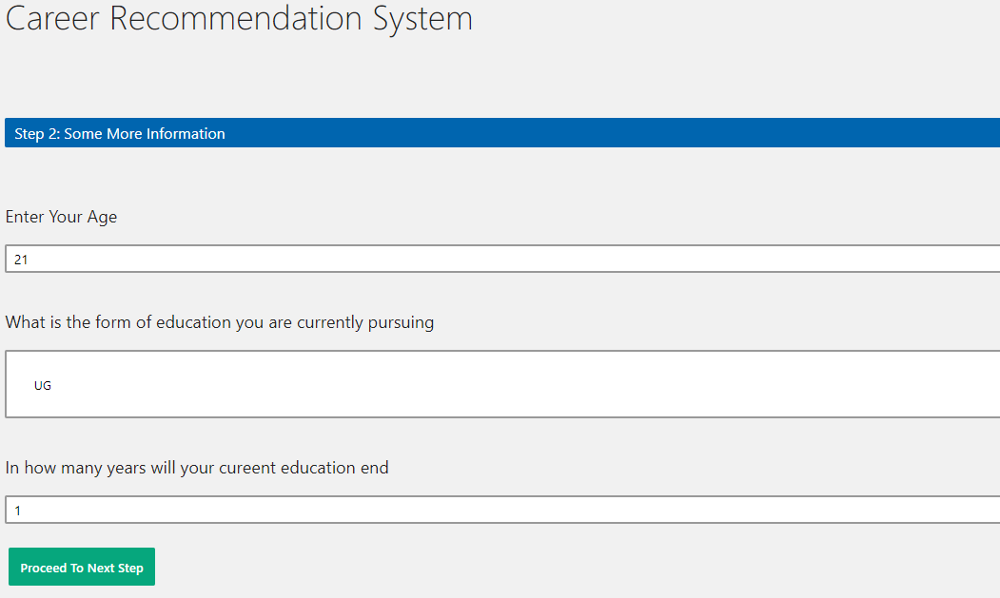 Career Recommendation System
Step 2: Some More Information
Enter Your Age
21
What is the form of education you are currently pursuing
UG
In how many years will your cureent education end
1
Proceed To Next Step